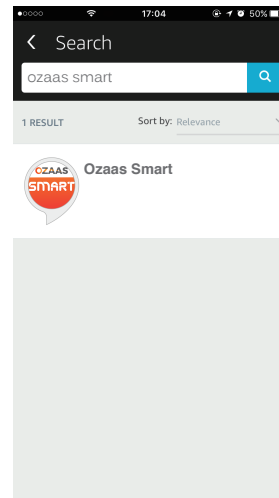 17:04
50%
Search
ozaas smart
1 RESULT
Sort by: Relevance
OZAAS
SMART
Ozaas Smart